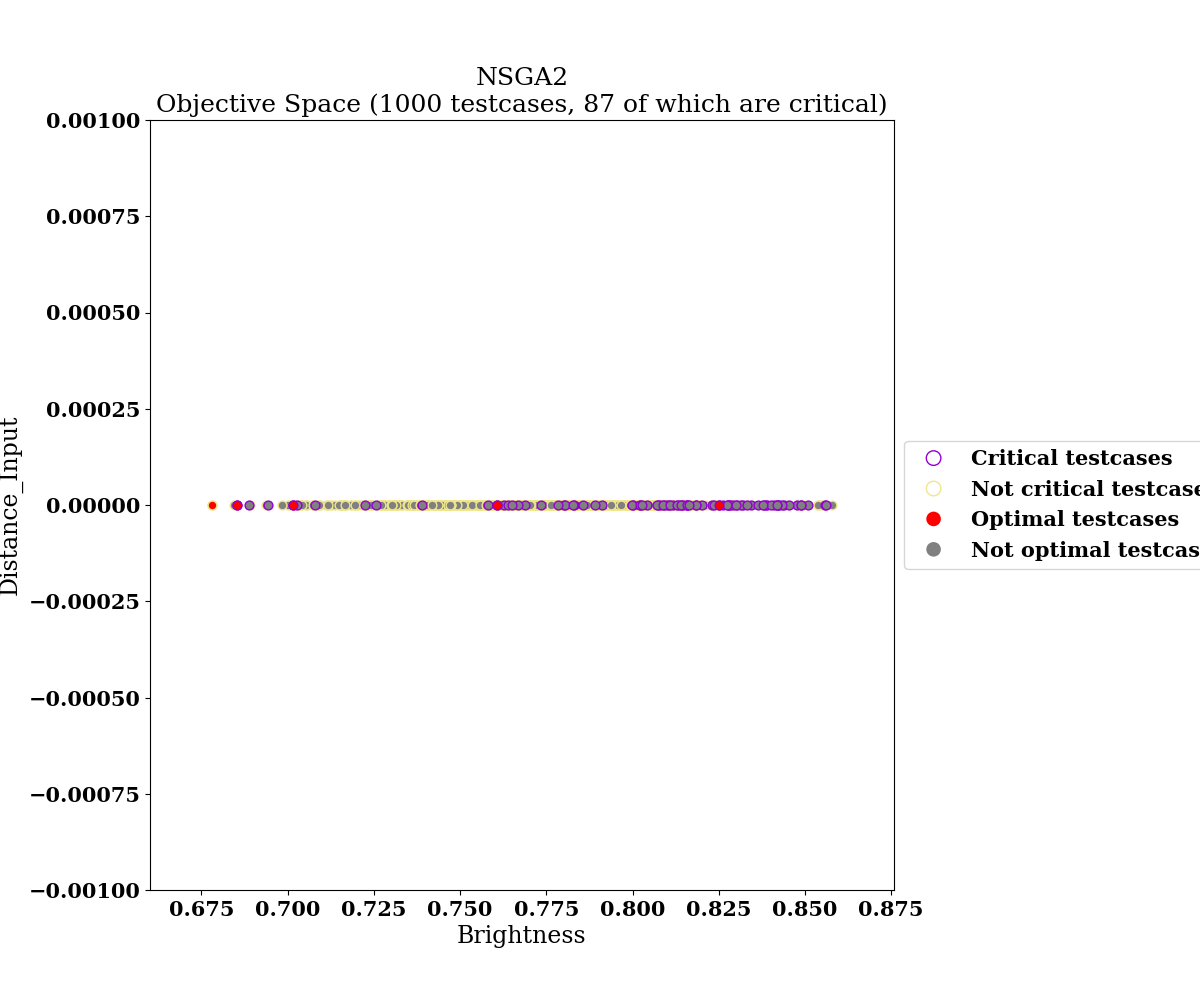 NSGA2
Objective Space (1000 testcases, 87 of which are critical)
0.00100
0.00075
0.00050
0.00025
0.00000
−0.00025
−0.00050
−0.00075
−0.00100
Distance_Input
0.675 0.700 0.725 0.750 0.775 0.800 0.825 0.850 0.875
Brightness
Critical testcases
Not critical testcase
Optimal testcases
Not optimal testcas